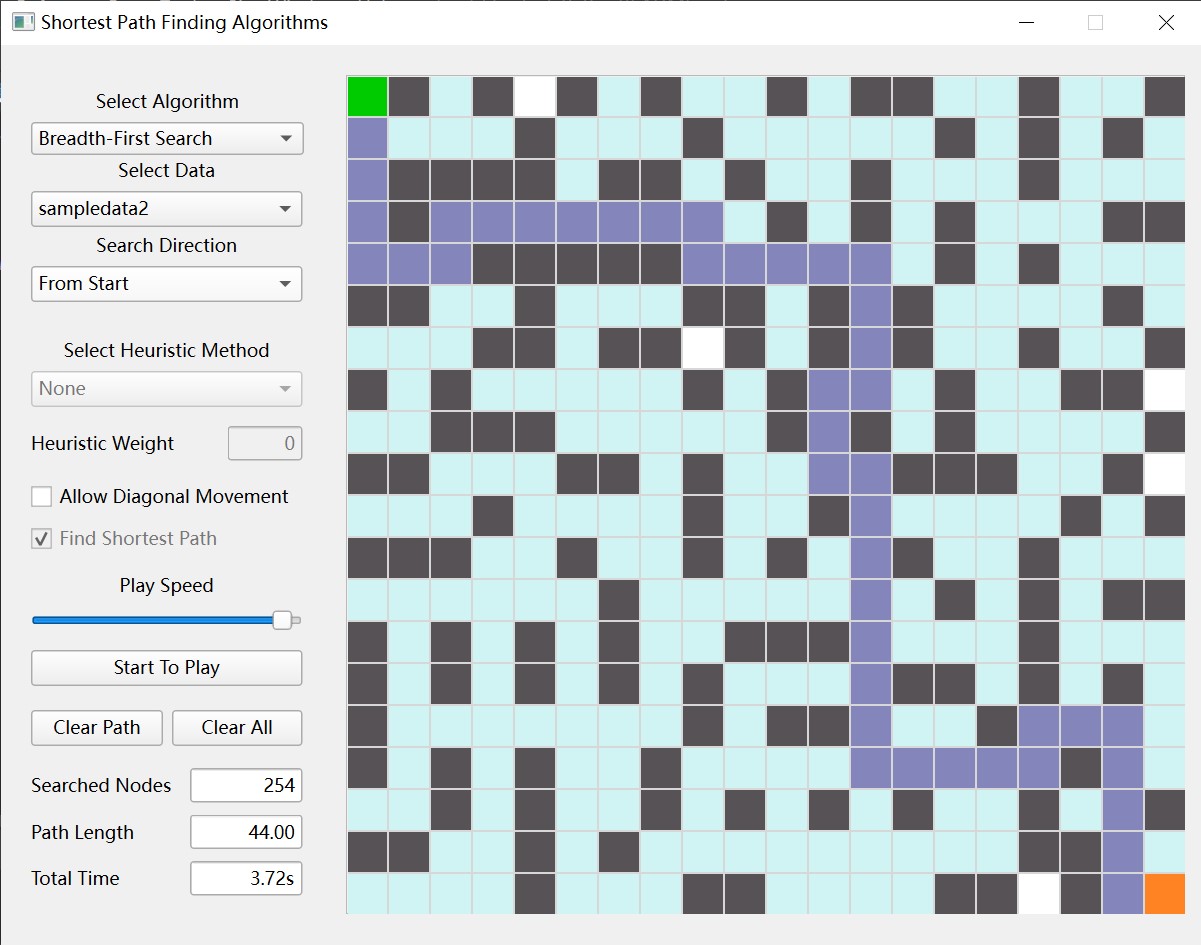 Shortest Path Finding Algorithms
Select Algorithm
Breadth-First Search
Select Data
sampledata2
Search Direction
From Start
Select Heuristic Method
None
Heuristic Weight 0
Allow Diagonal Movement
Find Shortest Path
Play Speed
Start To Play
Clear Path Clear All
Searched Nodes 254
Path Length 44.00
Total Time 3.72s